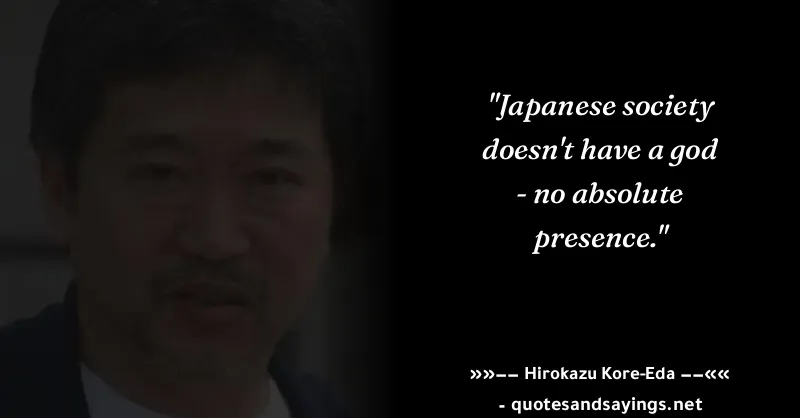 "Japanese society
doesn't have a god
- no absolute
presence."
»»−− Hirokazu Kore-Eda −−««
- quotesandsayings.net